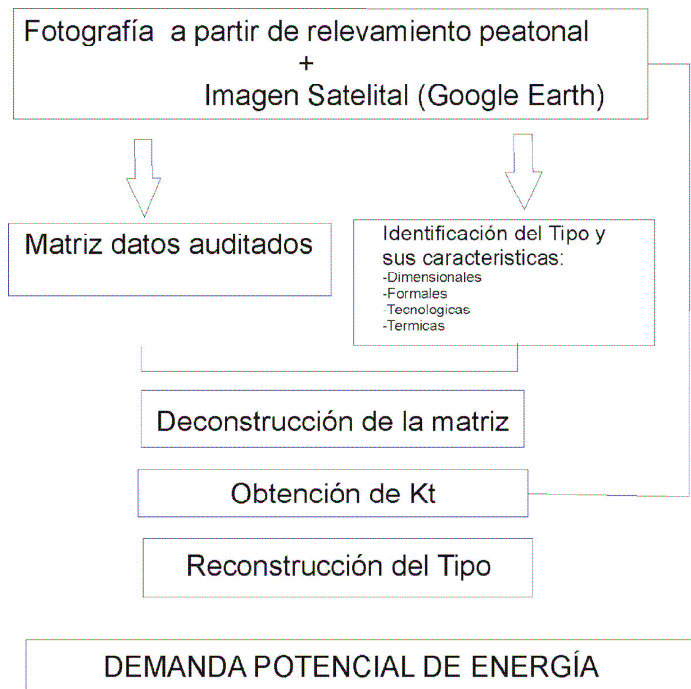 Fotografía a partir de relevamiento peatonal
+
Imagen Satelital (Google Earth)
Matriz datos auditados
Identificación del Tipo y
sus caracteristicas:
-Dimensionales
-Formales
-Tecnologicas
-Termicas
Deconstrucción de la matriz
Obtención de Kt
Reconstrucción del Tipo
DEMANDA POTENCIAL DE ENERGÍA